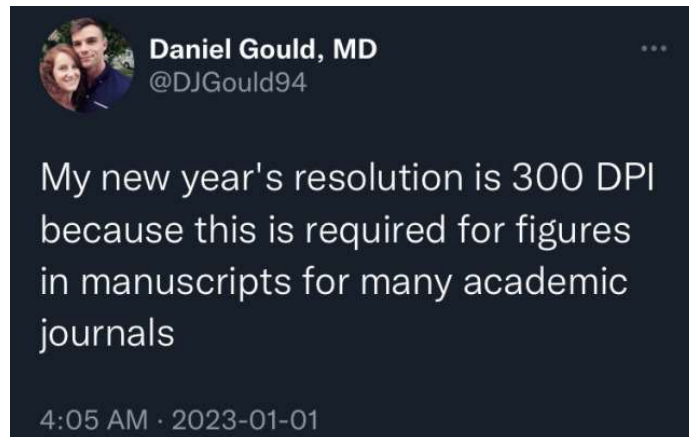 Daniel Gould, MD
@DJGould94
My new year's resolution is 300 DPI
because this is required for figures
in manuscripts for many academic
journals
4:05 AM · 2023-01-01